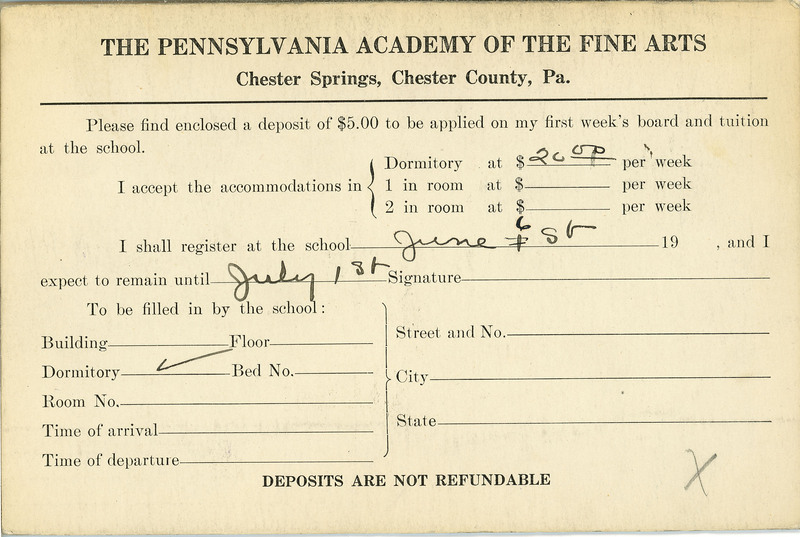 THE PENNSYLVANIA ACADEMY OF THE FINE ARTS
Chester Springs, Chester County, Pa.
Please find enclosed a deposit of $5.00 to be applied on my first week's board and tuition
at the school.
I accept the accommodations in
Dormitory at $ 20 00 per week
1 in room at $ per week
2 in room at $ per week
I shall register at the school June 6 St 19 , and I
expect to remain until July 1 St Signature
To be filled in by the school:
Building Floor
Dormitory ✓ Bed No.
Room No.
Time of arrival
Time of departure
Street and No.
City
State
DEPOSITS ARE NOT REFUNDABLE
X